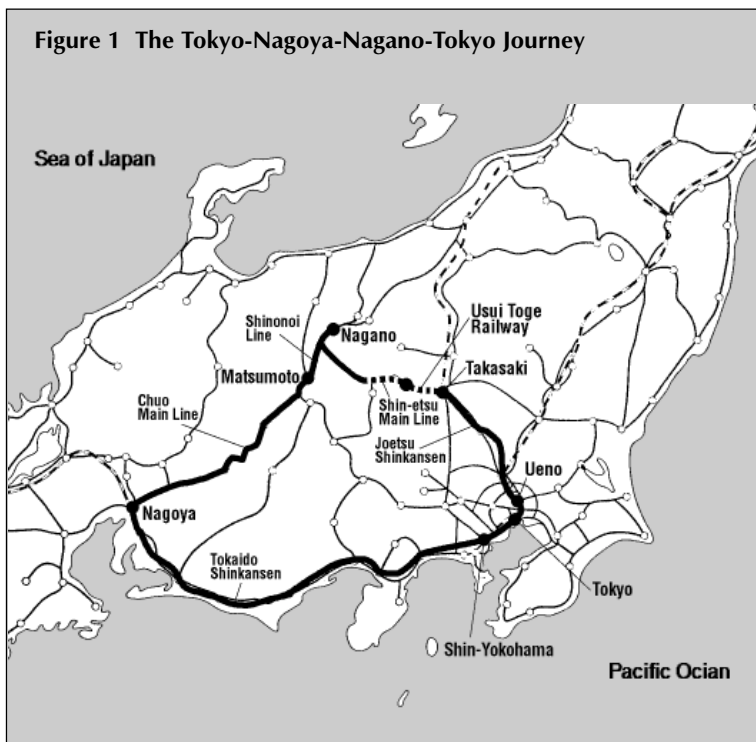 Figure 1 The Tokyo-Nagoya-Nagano-Tokyo Journey
Sea of Japan
Usui Toge
Railway
Shinonoi
Line
Nagano
Takasaki
Matsumoto
Shin-etsu
Main Line
Chuo
Main Line
Joetsu
Shinkansen
Ueno
Nagoya
Tokaido
Shinkansen
Tokyo
Shin-Yokohama
Pacific Ocian